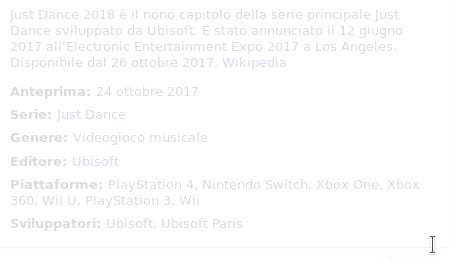 Just Dance 2018 è il nono capitolo della serie principale Just
Dance sviluppato da Ubisoft. È stato annunciato il 12 giugno
2017 all'Electronic Entertainment Expo 2017 a Los Angeles.
Disponibile dal 26 ottobre 2017. Wikipedia
Anteprima: 24 ottobre 2017
Serie: Just Dance
Genere: Videogioco musicale
Editore: Ubisoft
Piattaforme: PlayStation 4, Nintendo Switch, Xbox One, Xbox
360, Wii U, PlayStation 3, Wii
Sviluppatori: Ubisoft, Ubisoft Paris